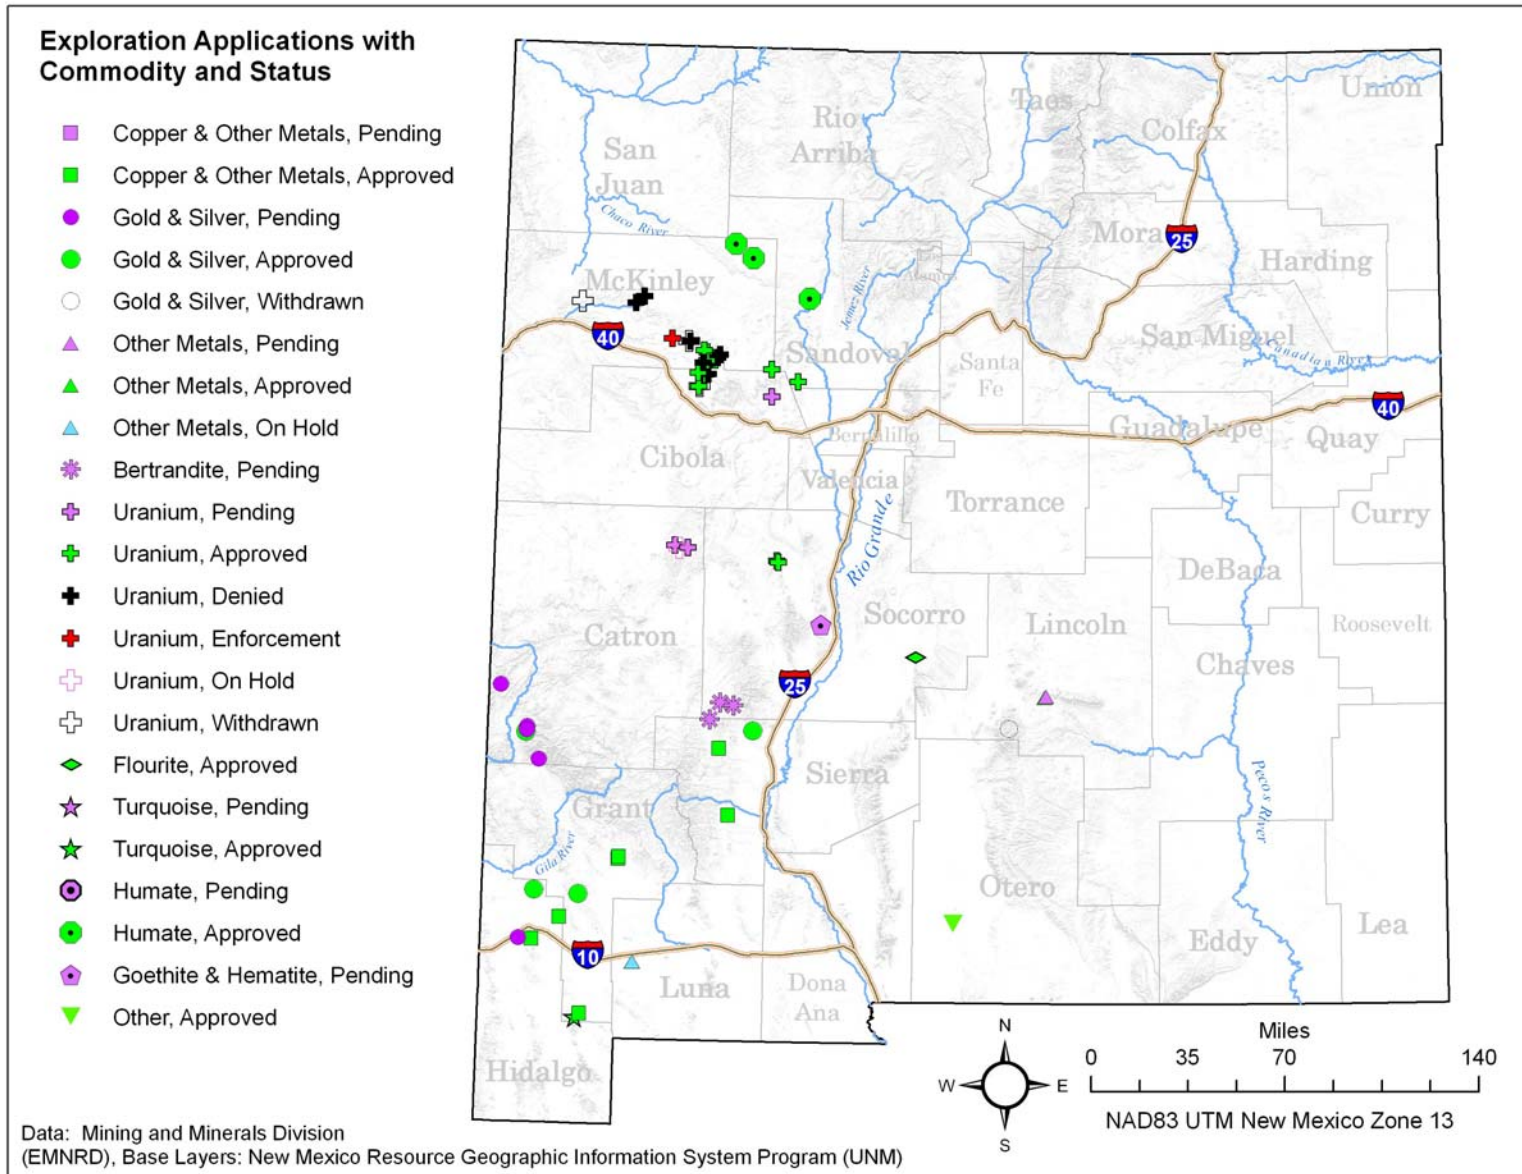 Exploration Applications with
Commodity and Status
Copper & Other Metals, Pending
Copper & Other Metals, Approved
Gold & Silver, Pending
Gold & Silver, Approved
Gold & Silver, Withdrawn
Other Metals, Pending
Other Metals, Approved
Other Metals, On Hold
Bertrandite, Pending
Uranium, Pending
Uranium, Approved
Uranium, Denied
Uranium, Enforcement
Uranium, On Hold
Uranium, Withdrawn
Flourite, Approved
Turquoise, Pending
Turquoise, Approved
Humate, Pending
Humate, Approved
Goethite & Hematite, Pending
Other, Approved
Data: Mining and Minerals Division
(EMNRD), Base Layers: New Mexico Resource Geographic Information System Program (UNM)
San
Juan
Rio
Arriba
Taos
Colfax
Union
Chaco River
McKinley
Mora
25
Harding
Los
Alamos
Jemez River
40
Sandoval
Santa
Fe
San Miguel
Canadian River
40
Cibola
Bernalillo
Valencia
Guadalupe
Quay
Torrance
Curry
Rio Grande
DeBaca
Catron
Socorro
Lincoln
Roosevelt
Chaves
25
Sierra
Pecos River
Grant
Gila River
Otero
Eddy
Lea
10
Luna
Dona
Ana
Hidalgo
N
W
E
S
Miles
0 35 70 140
NAD83 UTM New Mexico Zone 13